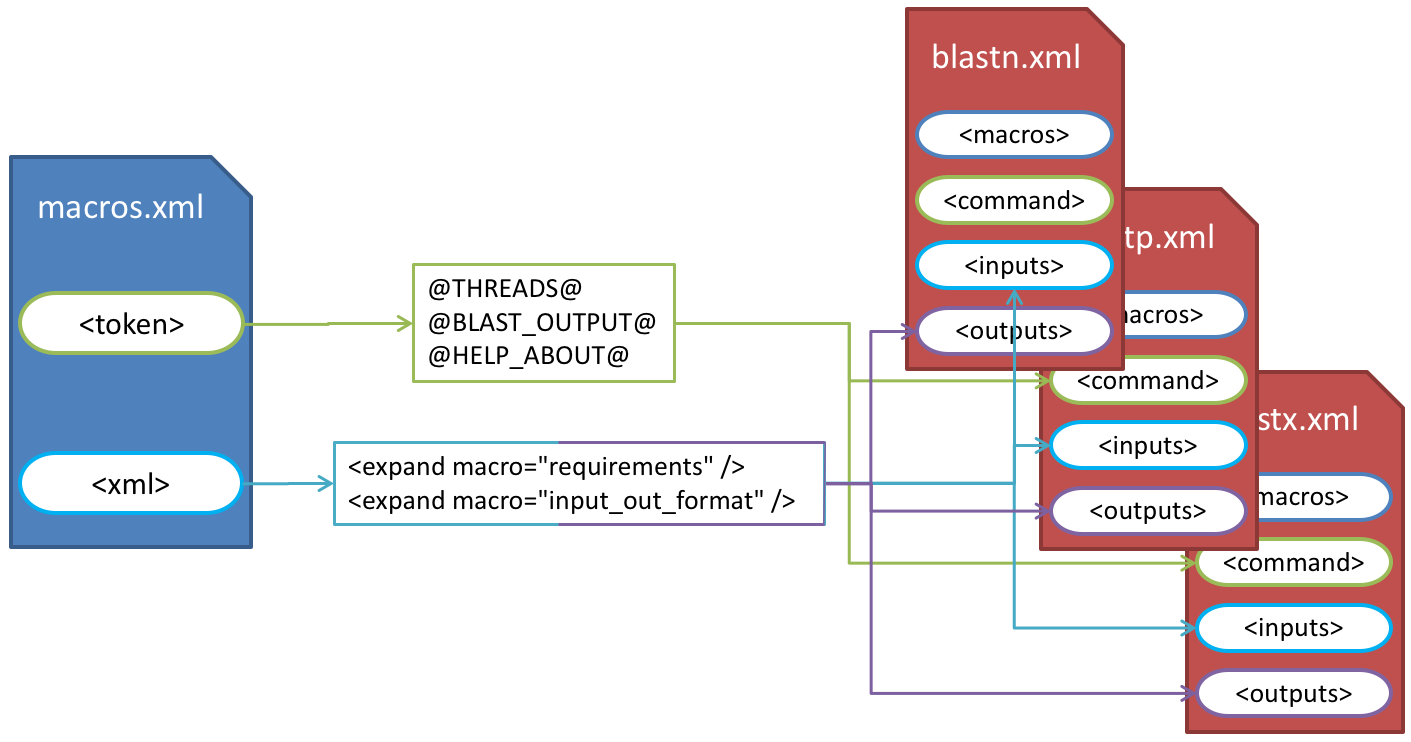 macros.xml
<token>
<xml>
@THREADS@
@BLAST_OUTPUT@
@HELP_ABOUT@
<expand macro="requirements" />
<expand macro="input_out_format" />
blastn.xml
<macros>
<command>
<inputs>
<outputs>
tp.xml
macros>
<command>
<inputs>
<outputs>
stx.xml
macros>
<command>
<inputs>
<outputs>